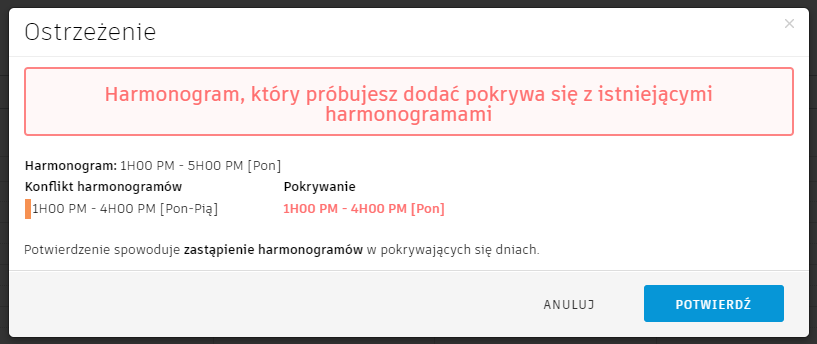 Ostrzeżenie
×
Harmonogram, który próbujesz dodać pokrywa się z istniejącymi
harmonogramami
Harmonogram: 1H00 PM - 5H00 PM [Pon]
Konflikt harmonogramów Pokrywanie
1H00 PM - 4H00 PM [Pon-Pią] 1H00 PM - 4H00 PM [Pon]
Potwierdzenie spowoduje zastąpienie harmonogramów w pokrywających się dniach.
ANULUJ POTWIERDŹ